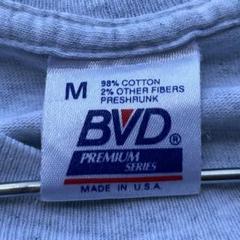 M
98% COTTON
2% OTHER FIBERS
PRESHRUNK
BVD®
PREMIUM
SERIES
MADE IN U.S.A.